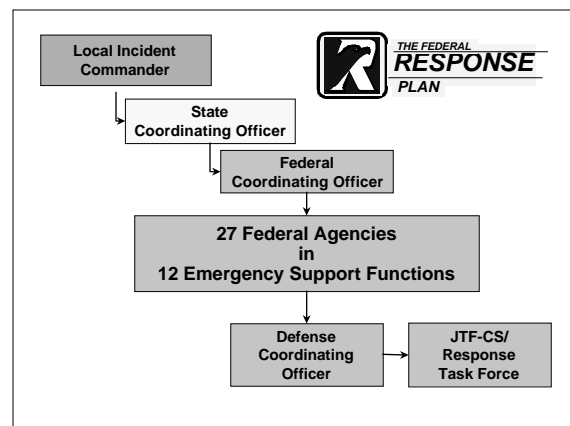 Local Incident
Commander
THE FEDERAL
RESPONSE
PLAN
State
Coordinating Officer
Federal
Coordinating Officer
27 Federal Agencies
in
12 Emergency Support Functions
Defense
Coordinating
Officer
JTF-CS/
Response
Task Force